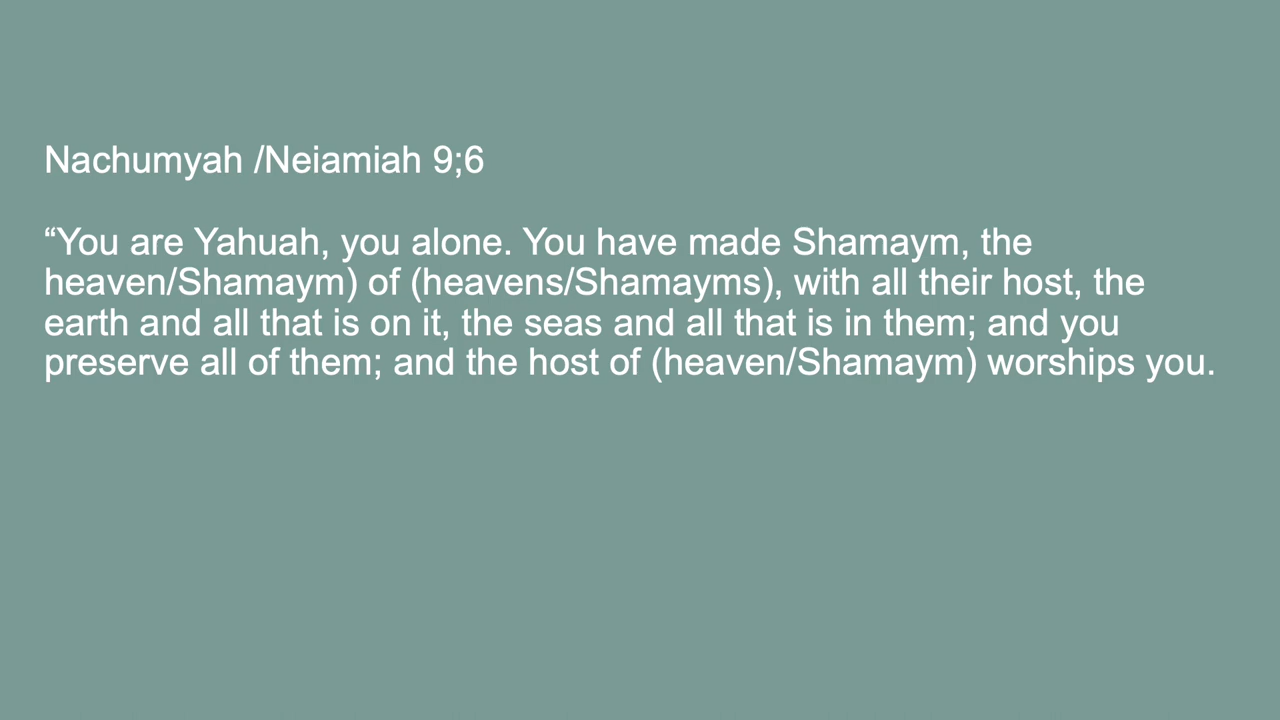 Nachumyah /Neiamiah 9;6
“You are Yahuah, you alone. You have made Shamaym, the
heaven/Shamaym) of (heavens/Shamayms), with all their host, the
earth and all that is on it, the seas and all that is in them; and you
preserve all of them; and the host of (heaven/Shamaym) worships you.